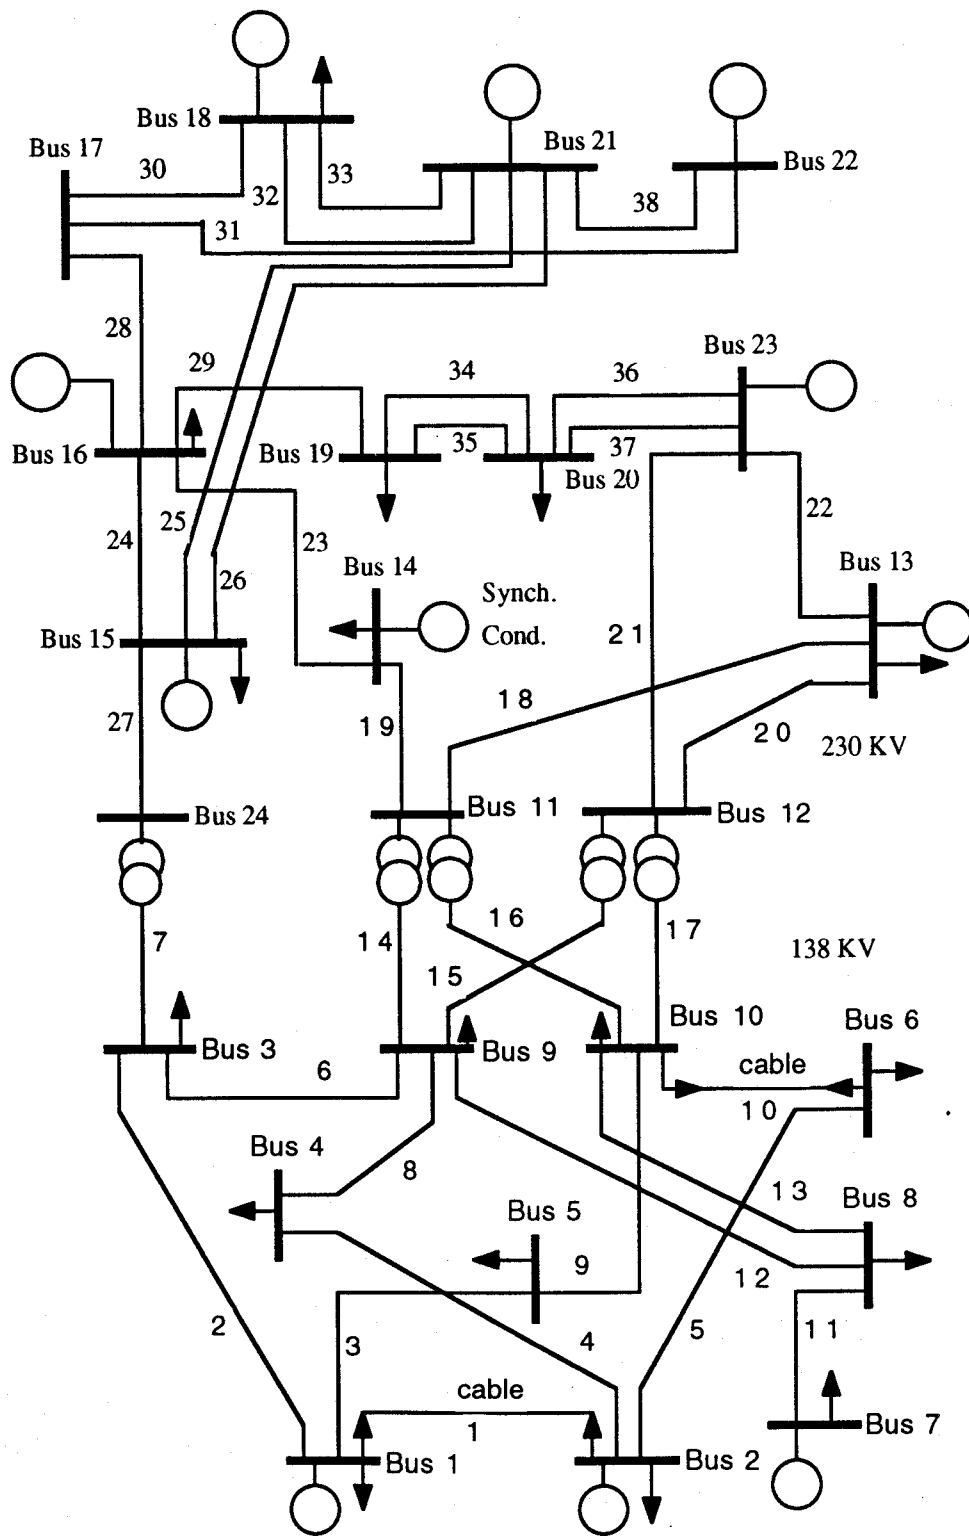 Bus 18
Bus 21
Bus 17
Bus 22
30
32
33
38
31
28
29
34
36
Bus 23
Bus 16
Bus 19
35
37
Bus 20
24
25
23
22
26
Bus 14
Synch.
Cond.
Bus 13
Bus 15
21
27
18
19
20
230 KV
Bus 24
Bus 11
Bus 12
7
14
16
17
15
138 KV
Bus 3
Bus 9
Bus 10
Bus 6
6
cable
10
Bus 4
8
13
Bus 8
Bus 5
9
12
2
3
4
5
11
cable
1
Bus 1
Bus 2
Bus 7